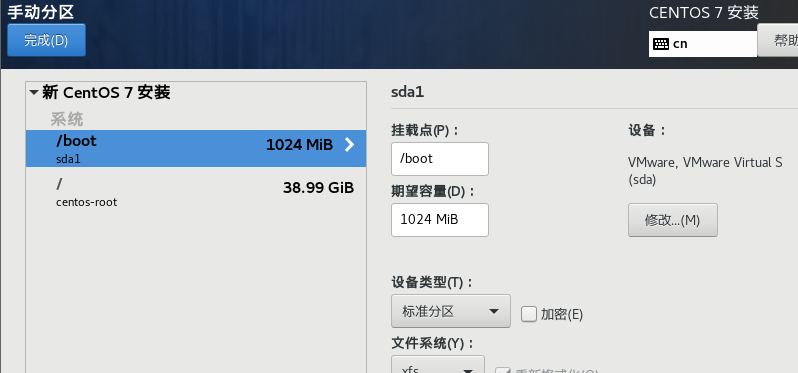 手动分区
CENTOS 7 安装
完成(D)
cn
帮助
新 CentOS 7 安装
系统
/boot
1024 MiB
sda1
/
38.99 GiB
centos-root
sda1
挂载点(P)：
/boot
期望容量(D)：
1024 MiB
设备：
VMware, VMware Virtual S
(sda)
修改...(M)
设备类型(T)：
标准分区
加密(E)
文件系统(Y)：
xfs